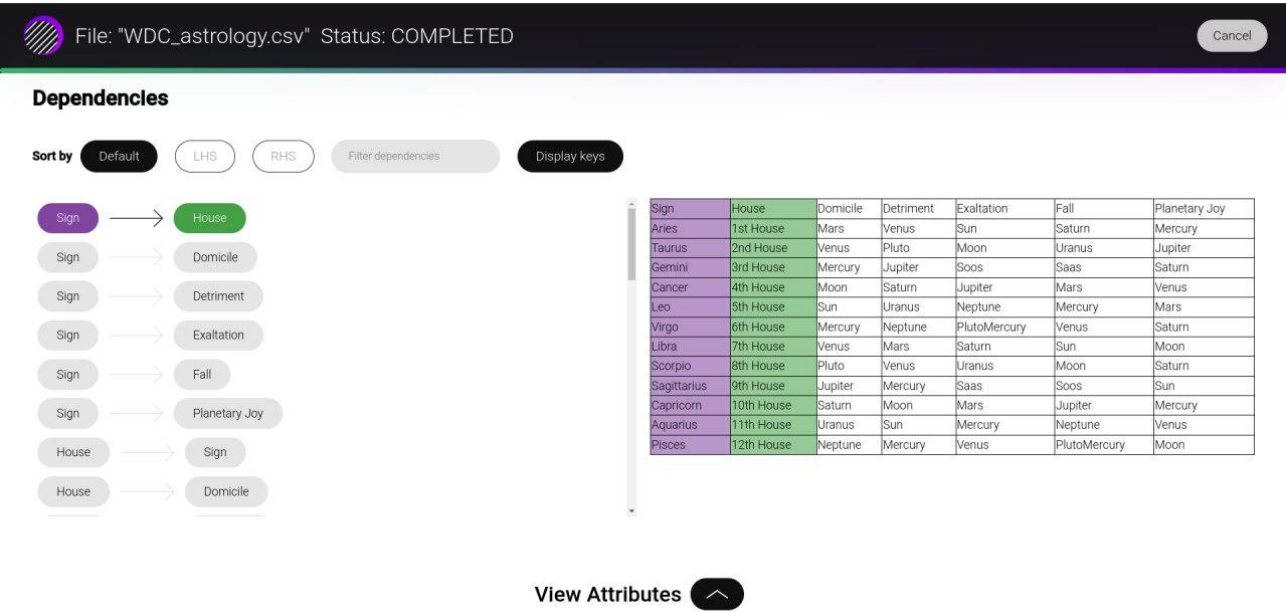 File: "WDC_astrology.csv" Status: COMPLETED
Cancel
Dependencies
Sort by Default LHS RHS Filter dependencies Display keys
Sign House
Sign Domicile
Sign Detriment
Sign Exaltation
Sign Fall
Sign Planetary Joy
House Sign
House Domicile
Sign House Domicile Detriment Exaltation Fall Planetary Joy
Aries 1st House Mars Venus Sun Saturn Mercury
Taurus 2nd House Venus Pluto Moon Uranus Jupiter
Gemini 3rd House Mercury Jupiter Soos Saas Saturn
Cancer 4th House Moon Saturn Jupiter Mars Venus
Leo 5th House Sun Uranus Neptune Mercury Mars
Virgo 6th House Mercury Neptune PlutoMercury Venus Saturn
Libra 7th House Venus Mars Saturn Sun Moon
Scorpio 8th House Pluto Venus Uranus Moon Saturn
Sagittarius 9th House Jupiter Mercury Saas Soos Sun
Capricorn 10th House Saturn Moon Mars Jupiter Mercury
Aquarius 11th House Uranus Sun Mercury Neptune Venus
Pisces 12th House Neptune Mercury Venus PlutoMercury Moon
View Attributes